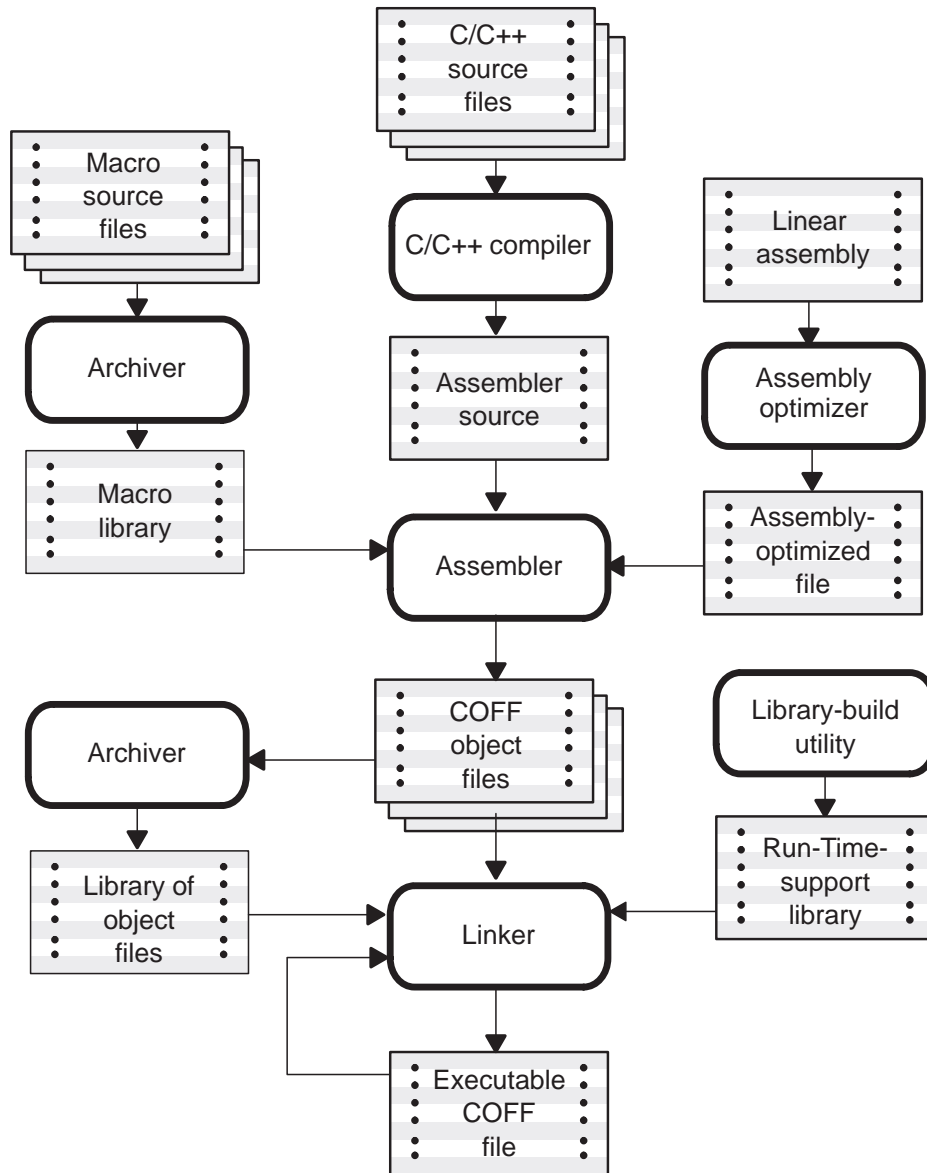 C/C++
source
files
Macro
source
files
C/C++ compiler
Linear
assembly
Archiver
Assembler
source
Assembly
optimizer
Macro
library
Assembler
Assembly-
optimized
file
Archiver
COFF
object
files
Library-build
utility
Library of
object
files
Linker
Run-Time-
support
library
Executable
COFF
file